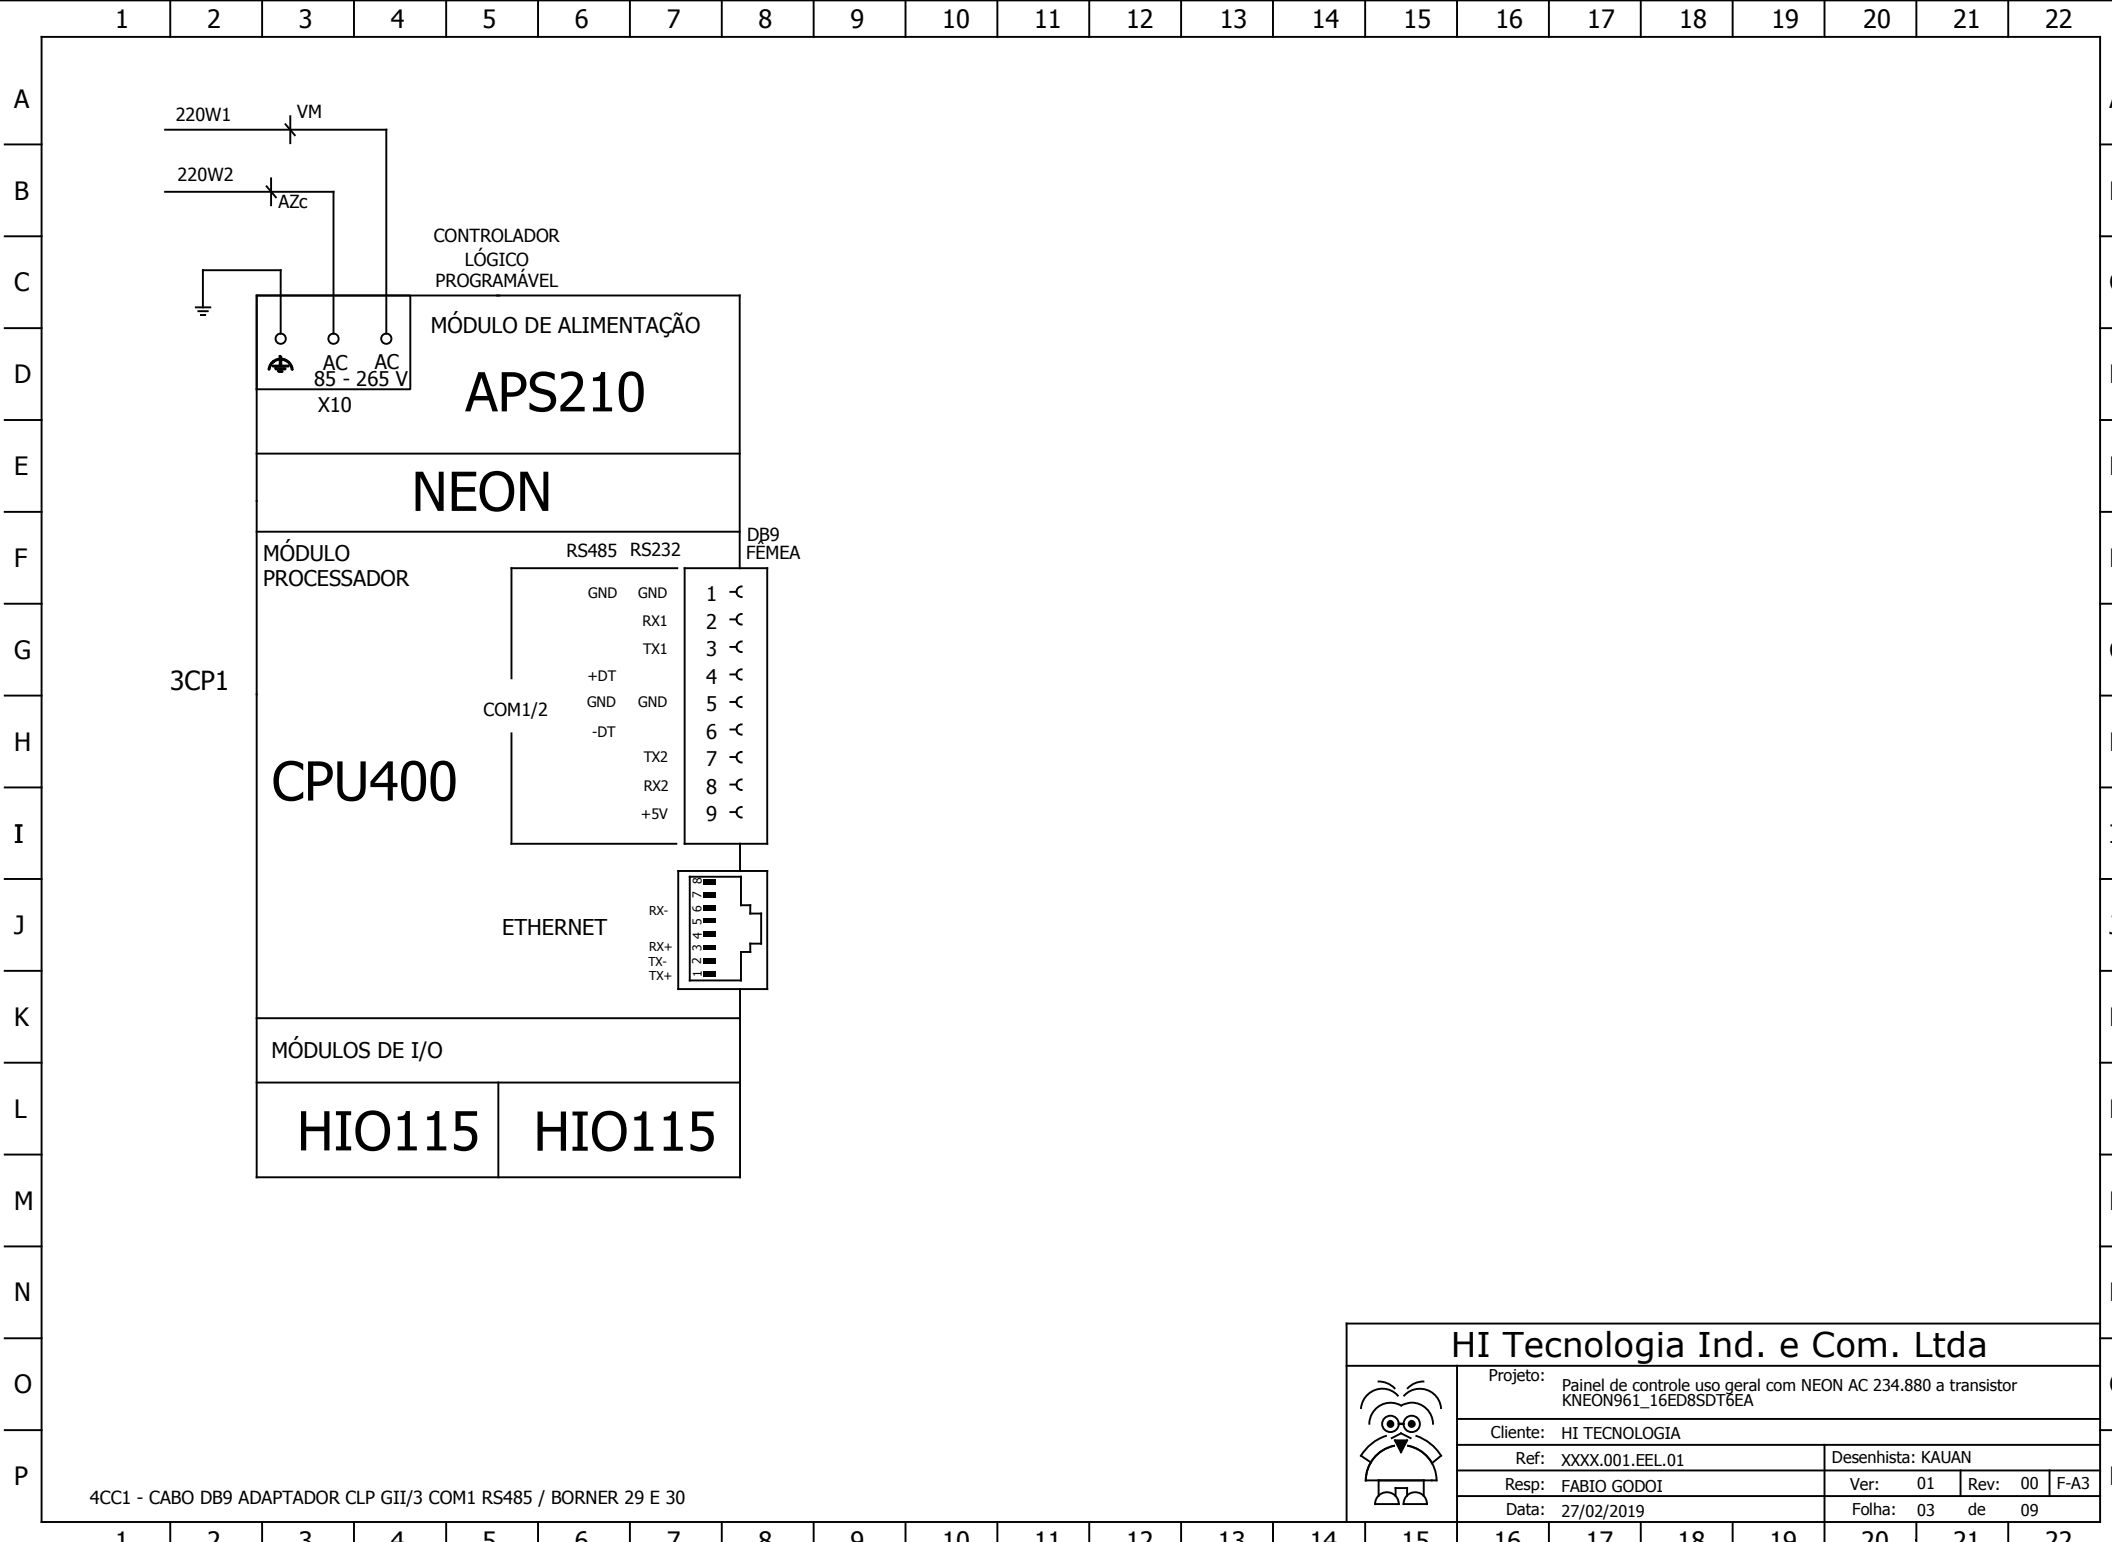 1 2 3 4 5 6 7 8 9 10 11 12 13 14 15 16 17 18 19 20 21 22
A
B
C
D
E
F
G
H
I
J
K
L
M
N
O
P
220W1
VM
220W2
AZc
CONTROLADOR
LÓGICO
PROGRAMÁVEL
MÓDULO DE ALIMENTAÇÃO
APS210
AC AC
85 - 265 V
X10
NEON
MÓDULO
PROCESSADOR
CPU400
3CP1
RS485 RS232
DB9
FÊMEA
COM1/2
GND GND 1
RX1 2
TX1 3
+DT 4
GND GND 5
-DT 6
TX2 7
RX2 8
+5V 9
ETHERNET
8
7
RX- 6
5
4
RX+ 3
TX- 2
TX+ 1
MÓDULOS DE I/O
HIO115 HIO115
4CC1 - CABO DB9 ADAPTADOR CLP GII/3 COM1 RS485 / BORNER 29 E 30
HI Tecnologia Ind. e Com. Ltda
Projeto: Painel de controle uso geral com NEON AC 234.880 a transistor
KNEON961_16ED8SDT6EA
Cliente: HI TECNOLOGIA
Ref: XXXX.001.EEL.01 Desenhista: KAUAN
Resp: FABIO GODOI Ver: 01 Rev: 00 F-A3
Data: 27/02/2019 Folha: 03 de 09
1 2 3 4 5 6 7 8 9 10 11 12 13 14 15 16 17 18 19 20 21 22